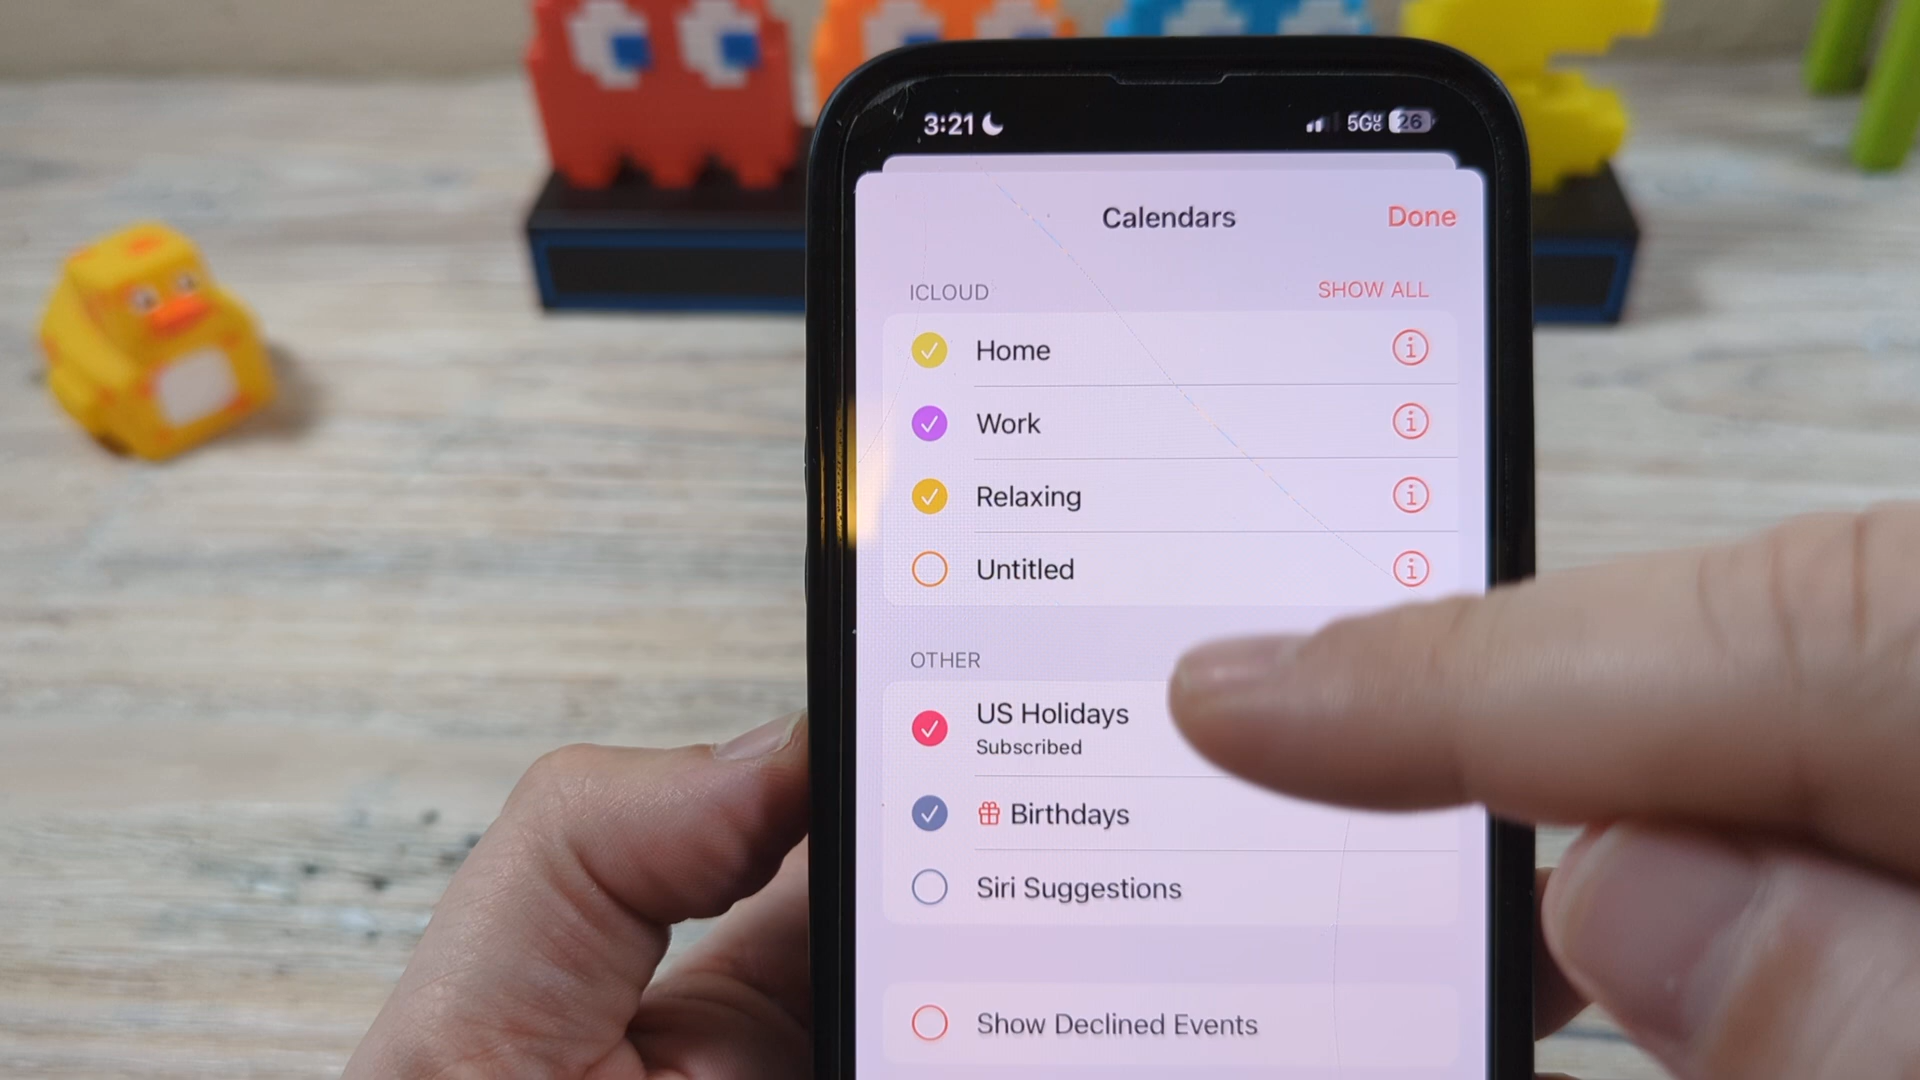 3:21 5G 26
Calendars Done
ICLOUD SHOW ALL
Home
Work
Relaxing
Untitled
OTHER
US Holidays
Subscribed
Birthdays
Siri Suggestions
Show Declined Events